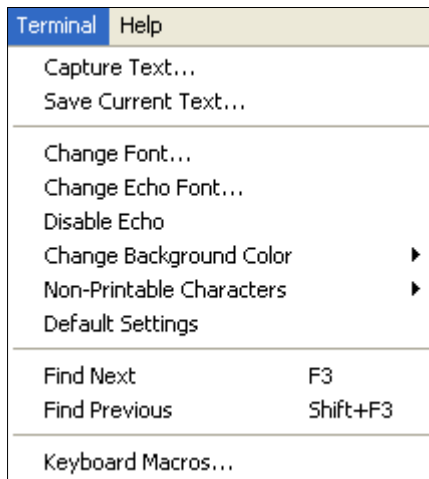 Terminal Help
Capture Text...
Save Current Text...
Change Font...
Change Echo Font...
Disable Echo
Change Background Color
Non-Printable Characters
Default Settings
Find Next F3
Find Previous Shift+F3
Keyboard Macros...